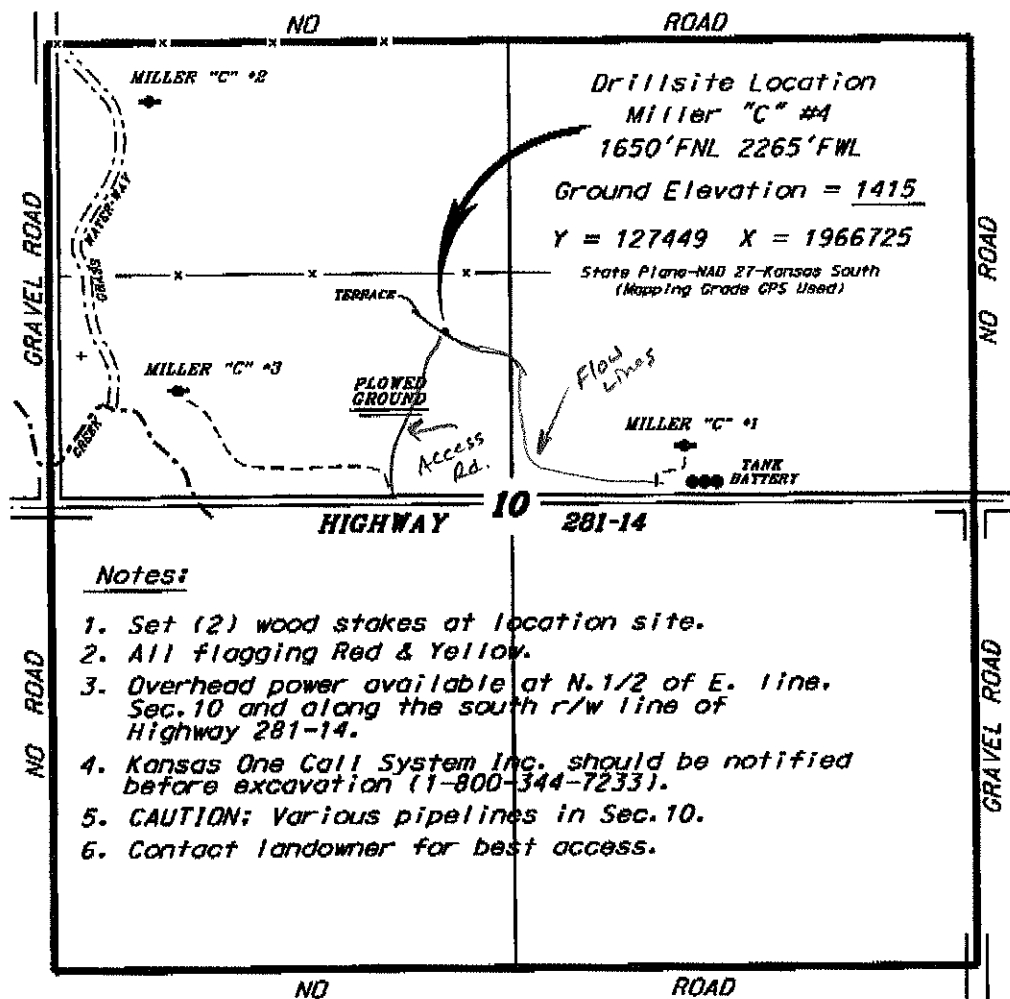 NO
ROAD
MILLER "C" #2
Drillsite Location
Miller "C" #4
1650'FNL 2265'FWL
Ground Elevation = 1415
Y = 127449 X = 1966725
State Plane-NAD 27-Kansas South
(Mapping Grade GPS Used)
GRAVEL ROAD
GRASS WATER-WAY
NO ROAD
TERRACE
MILLER "C" #3
PLOWED
GROUND
Flow
Lines
Access
Rd.
MILLER "C" #1
TANK
BATTERY
CREEK
HIGHWAY 10 281-14
Notes:
1. Set (2) wood stakes at location site.
2. All flagging Red & Yellow.
3. Overhead power available at N.1/2 of E. line.
Sec.10 and along the south r/w line of
Highway 281-14.
4. Kansas One Call System Inc. should be notified
before excavation (1-800-344-7233).
5. CAUTION: Various pipelines in Sec.10.
6. Contact landowner for best access.
NO ROAD
GRAVEL ROAD
NO
ROAD